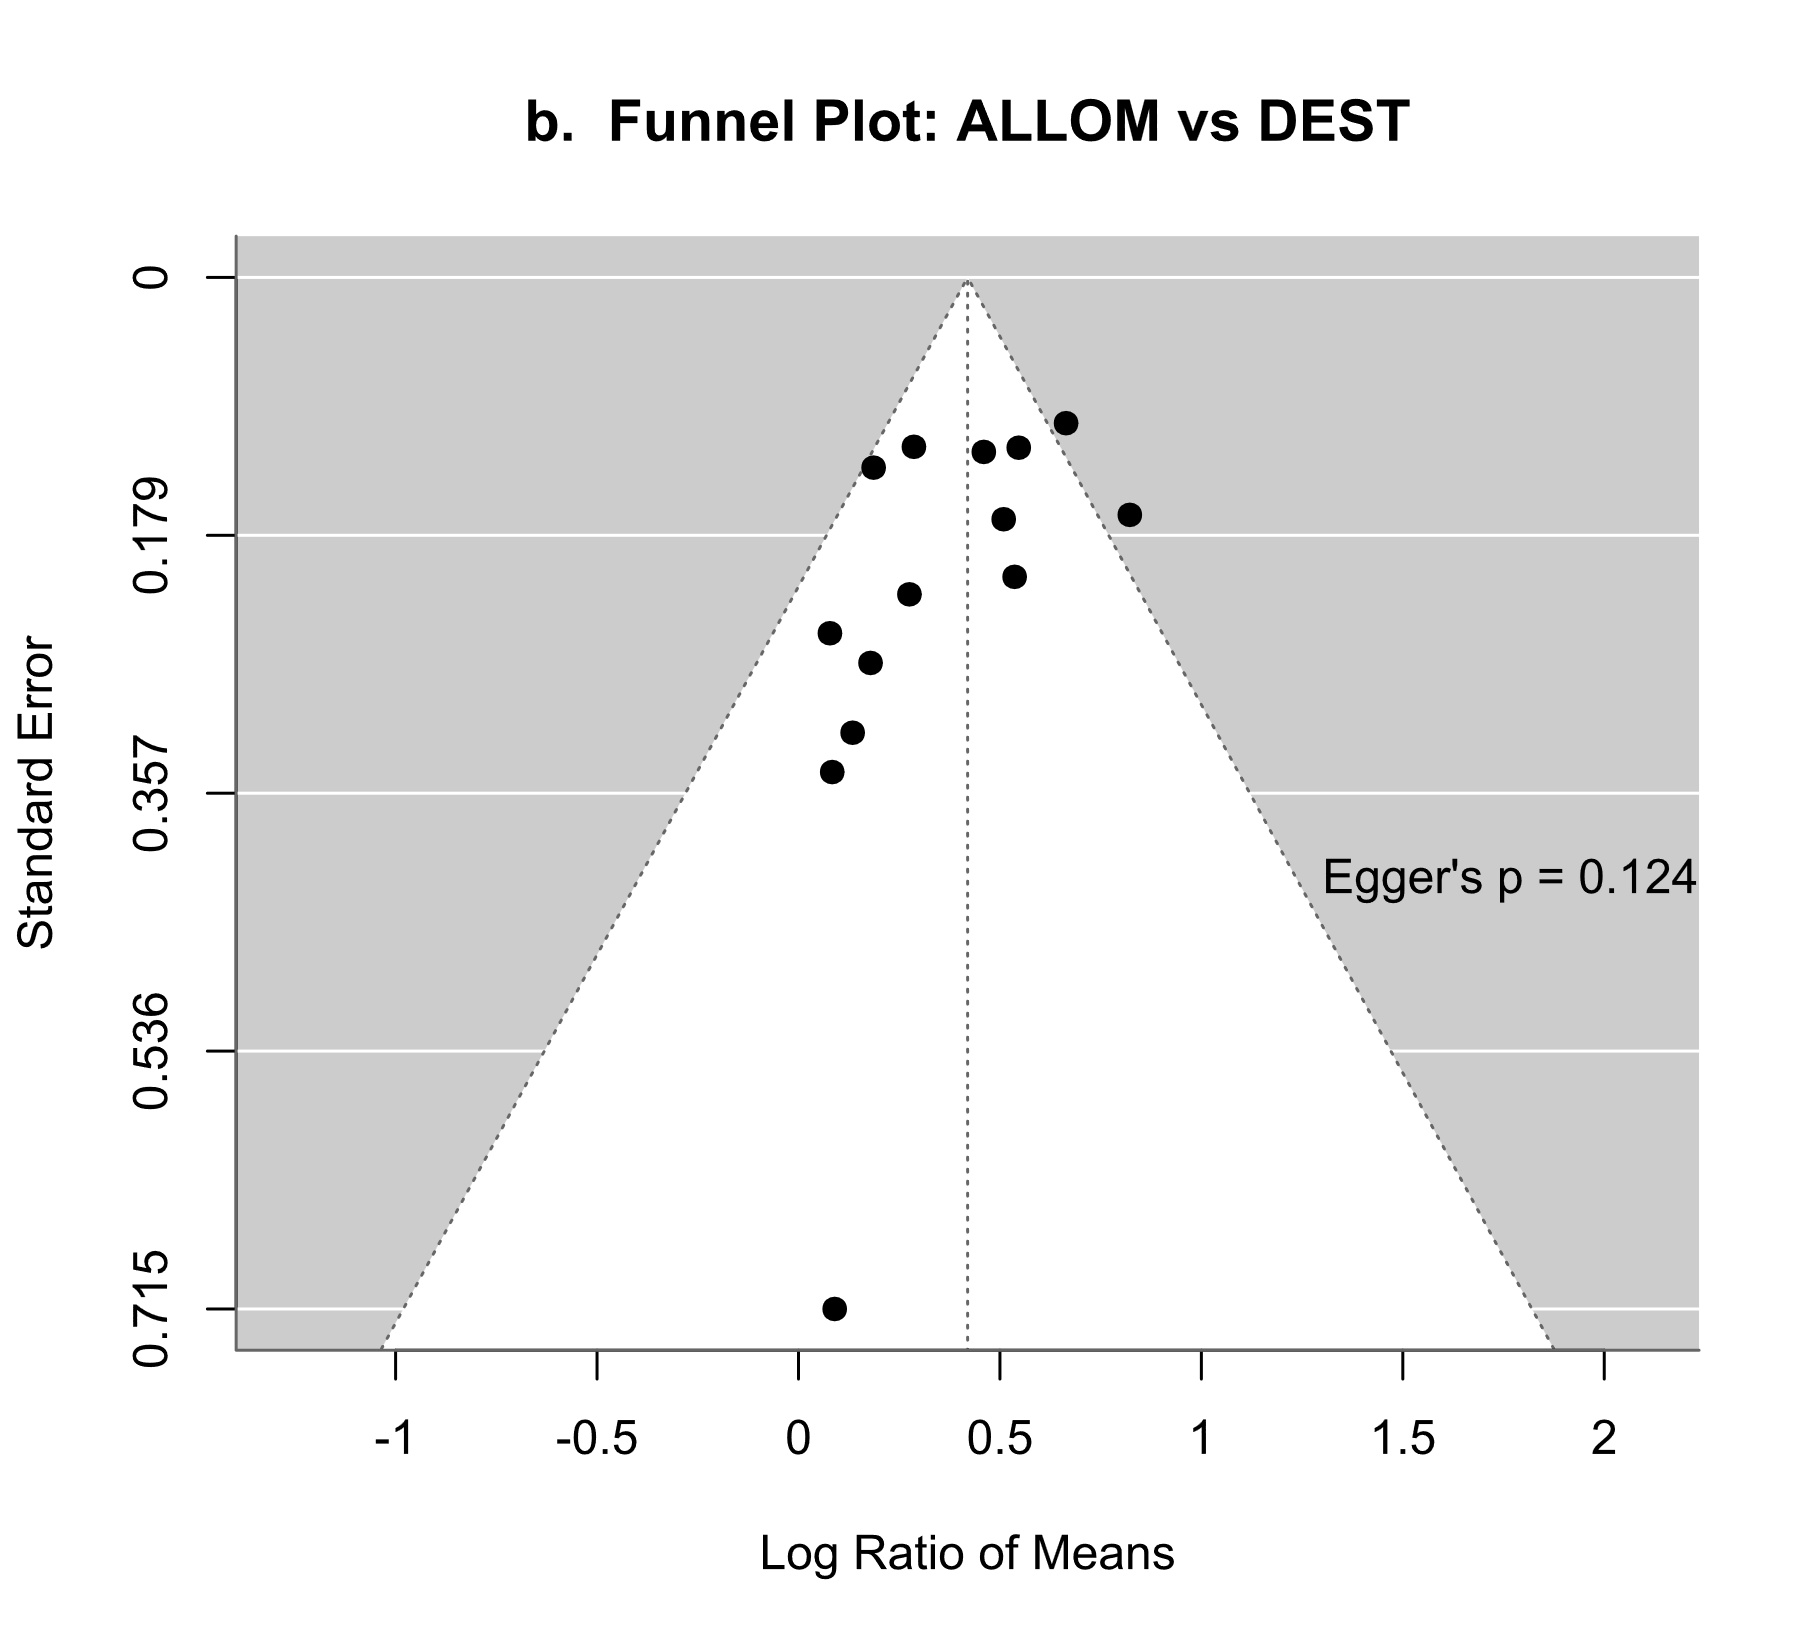 b.  Funnel Plot: ALLOM vs DEST
0
0.179
0.357
0.536
0.715
Standard Error
Egger's p = 0.124
-1 -0.5 0 0.5 1 1.5 2
Log Ratio of Means